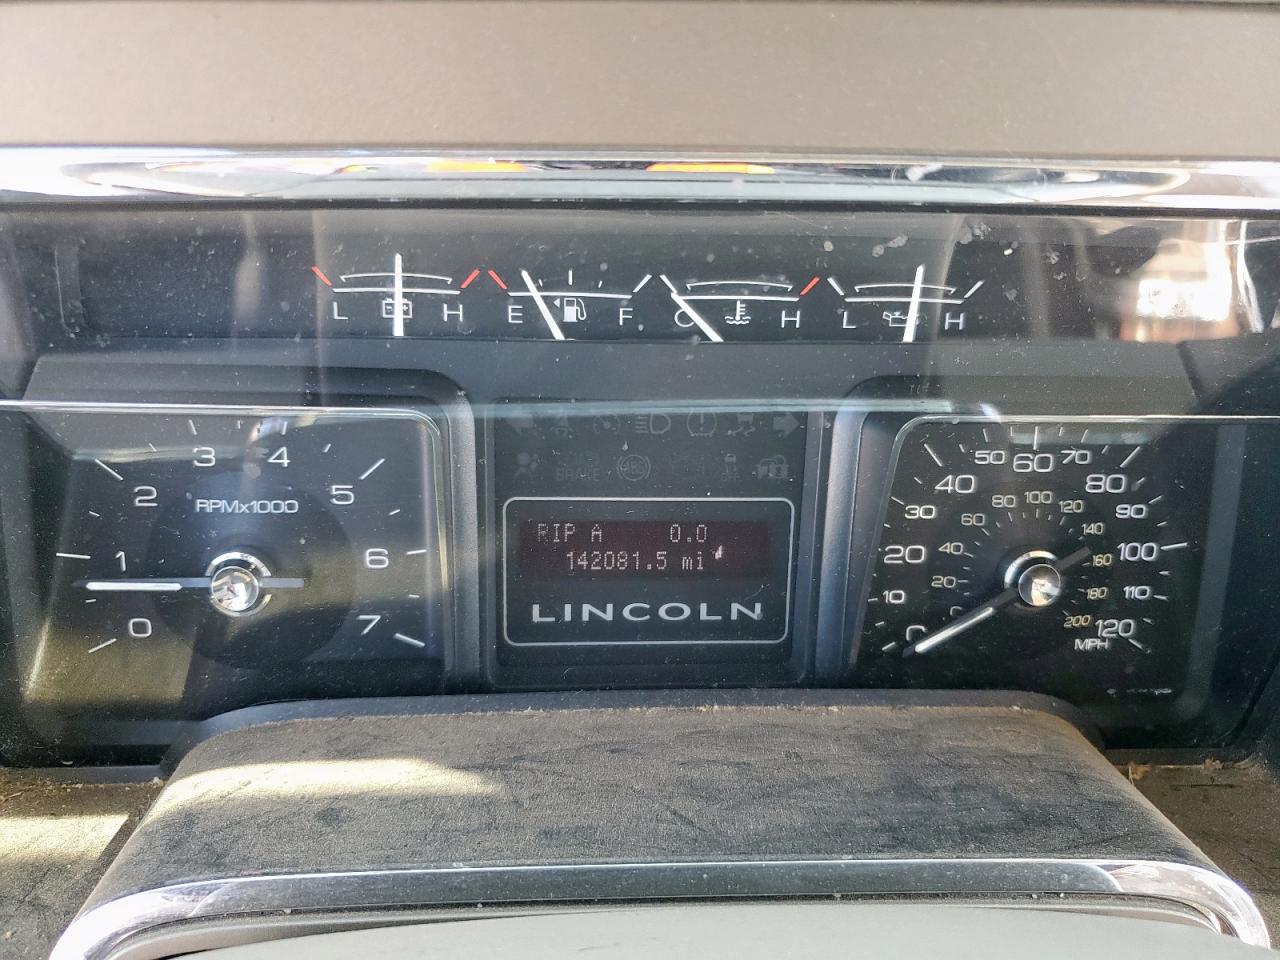 L H E F C H L H
3 4
2 5
RPMx1000
1 6
0 7
BRAKE ABS
RIP A 0.0
142081.5 mi
LINCOLN
50 60 70
40 80
30 90
20 100
10 110
0 120
MPH
80 100 120
60 140
40 160
20 180
200